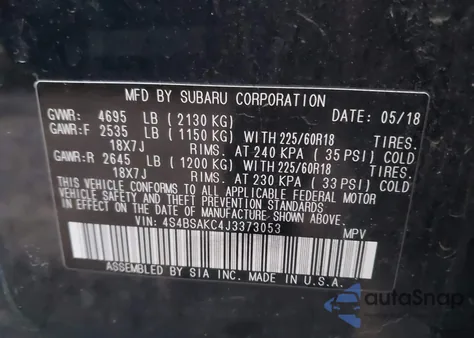 MFD BY SUBARU CORPORATION
GVWR: 4695 LB (2130 KG) DATE: 05/18
GAWR:F 2535 LB (1150 KG) WITH 225/60R18 TIRES.
18X7J RIMS. AT 240 KPA (35 PSI) COLD
GAWR:R 2645 LB (1200 KG) WITH 225/60R18 TIRES.
18X7J RIMS. AT 230 KPA (33 PSI) COLD
THIS VEHICLE CONFORMS TO ALL APPLICABLE FEDERAL MOTOR
VEHICLE SAFETY AND THEFT PREVENTION STANDARDS
IN EFFECT ON THE DATE OF MANUFACTURE SHOWN ABOVE.
VIN: 4S4BSAKC4J3373053 MPV
ASSEMBLED BY SIA INC. MADE IN U.S.A.
autoSnap